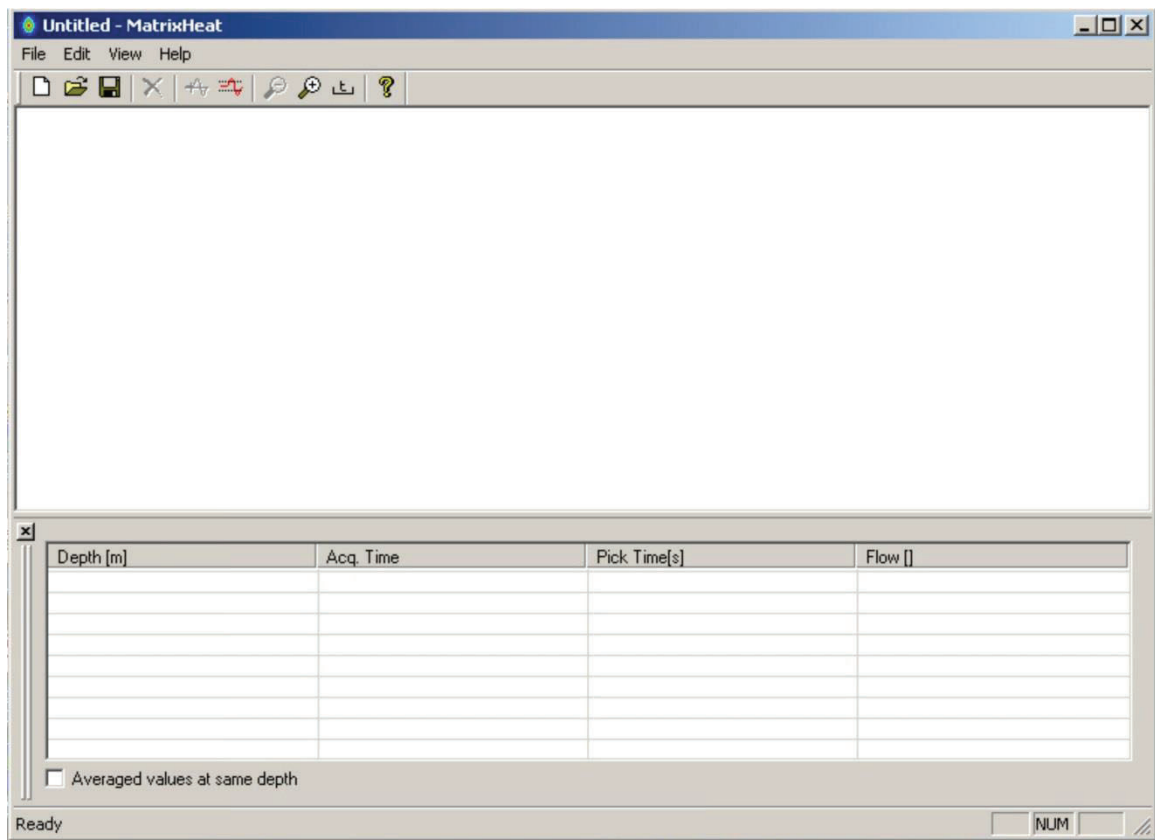 Untitled - MatrixHeat
File Edit View Help
Depth [m] Acq. Time Pick Time[s] Flow []
Averaged values at same depth
Ready NUM